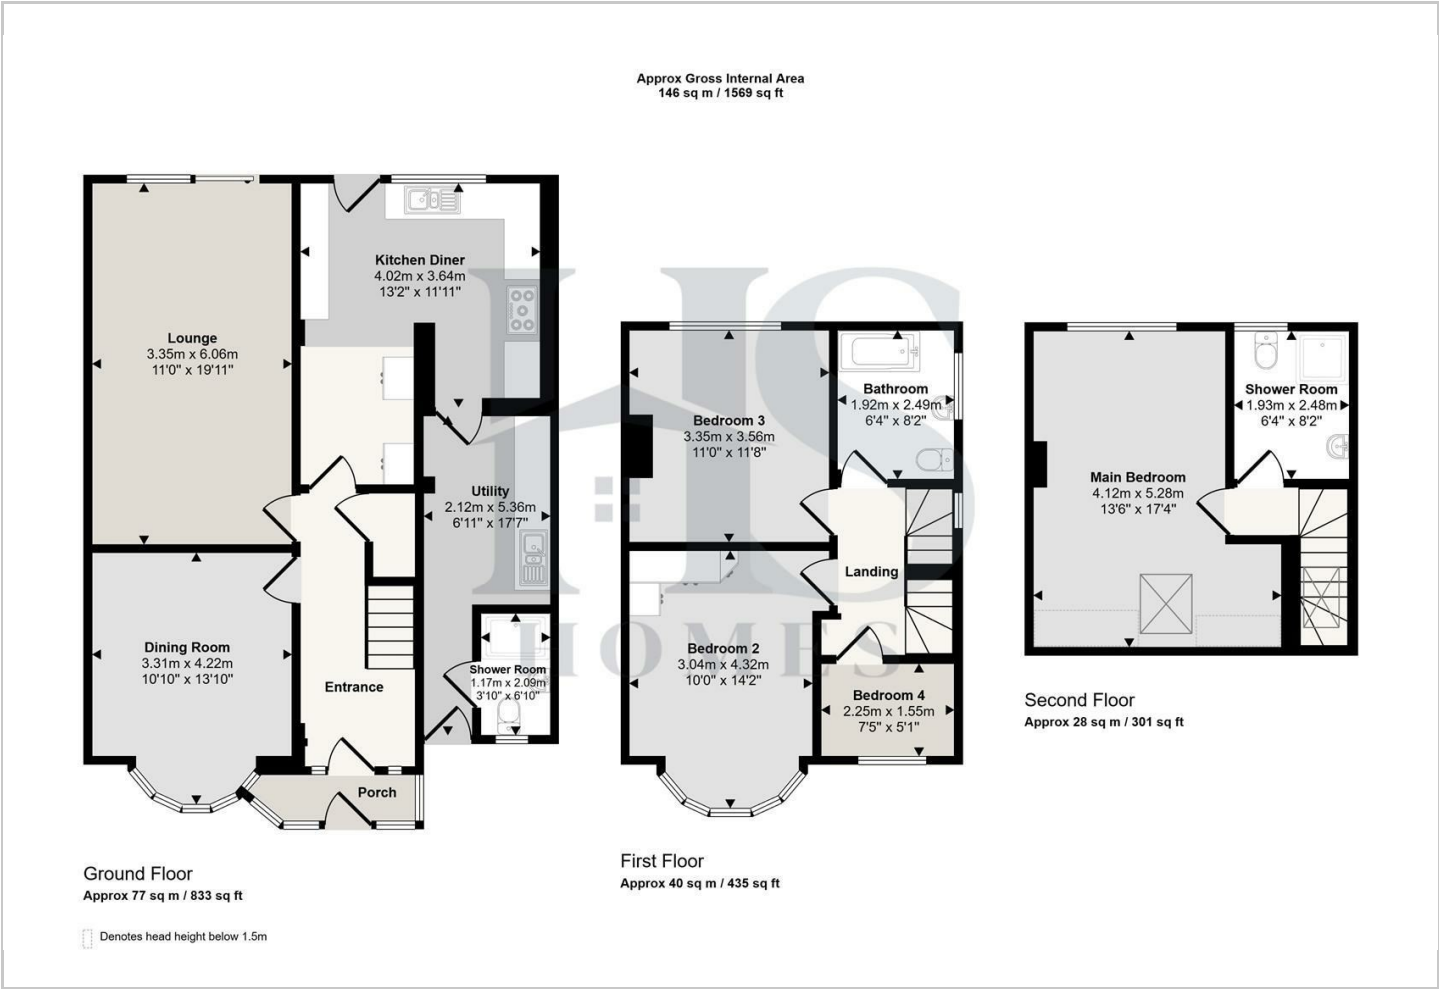 Approx Gross Internal Area
146 sq m / 1569 sq ft
Kitchen Diner
4.02m x 3.64m
13'2" x 11'11"
Lounge
3.35m x 6.06m
11'0" x 19'11"
Utility
2.12m x 5.36m
6'11" x 17'7"
Dining Room
3.31m x 4.22m
10'10" x 13'10"
Shower Room
1.17m x 2.09m
3'10" x 6'10"
Entrance
Porch
Ground Floor
Approx 77 sq m / 833 sq ft
Denotes head height below 1.5m
Bathroom
1.92m x 2.49m
6'4" x 8'2"
Bedroom 3
3.35m x 3.56m
11'0" x 11'8"
Landing
Bedroom 2
3.04m x 4.32m
10'0" x 14'2"
Bedroom 4
2.25m x 1.55m
7'5" x 5'1"
First Floor
Approx 40 sq m / 435 sq ft
Shower Room
1.93m x 2.48m
6'4" x 8'2"
Main Bedroom
4.12m x 5.28m
13'6" x 17'4"
Second Floor
Approx 28 sq m / 301 sq ft
HS
HOMES